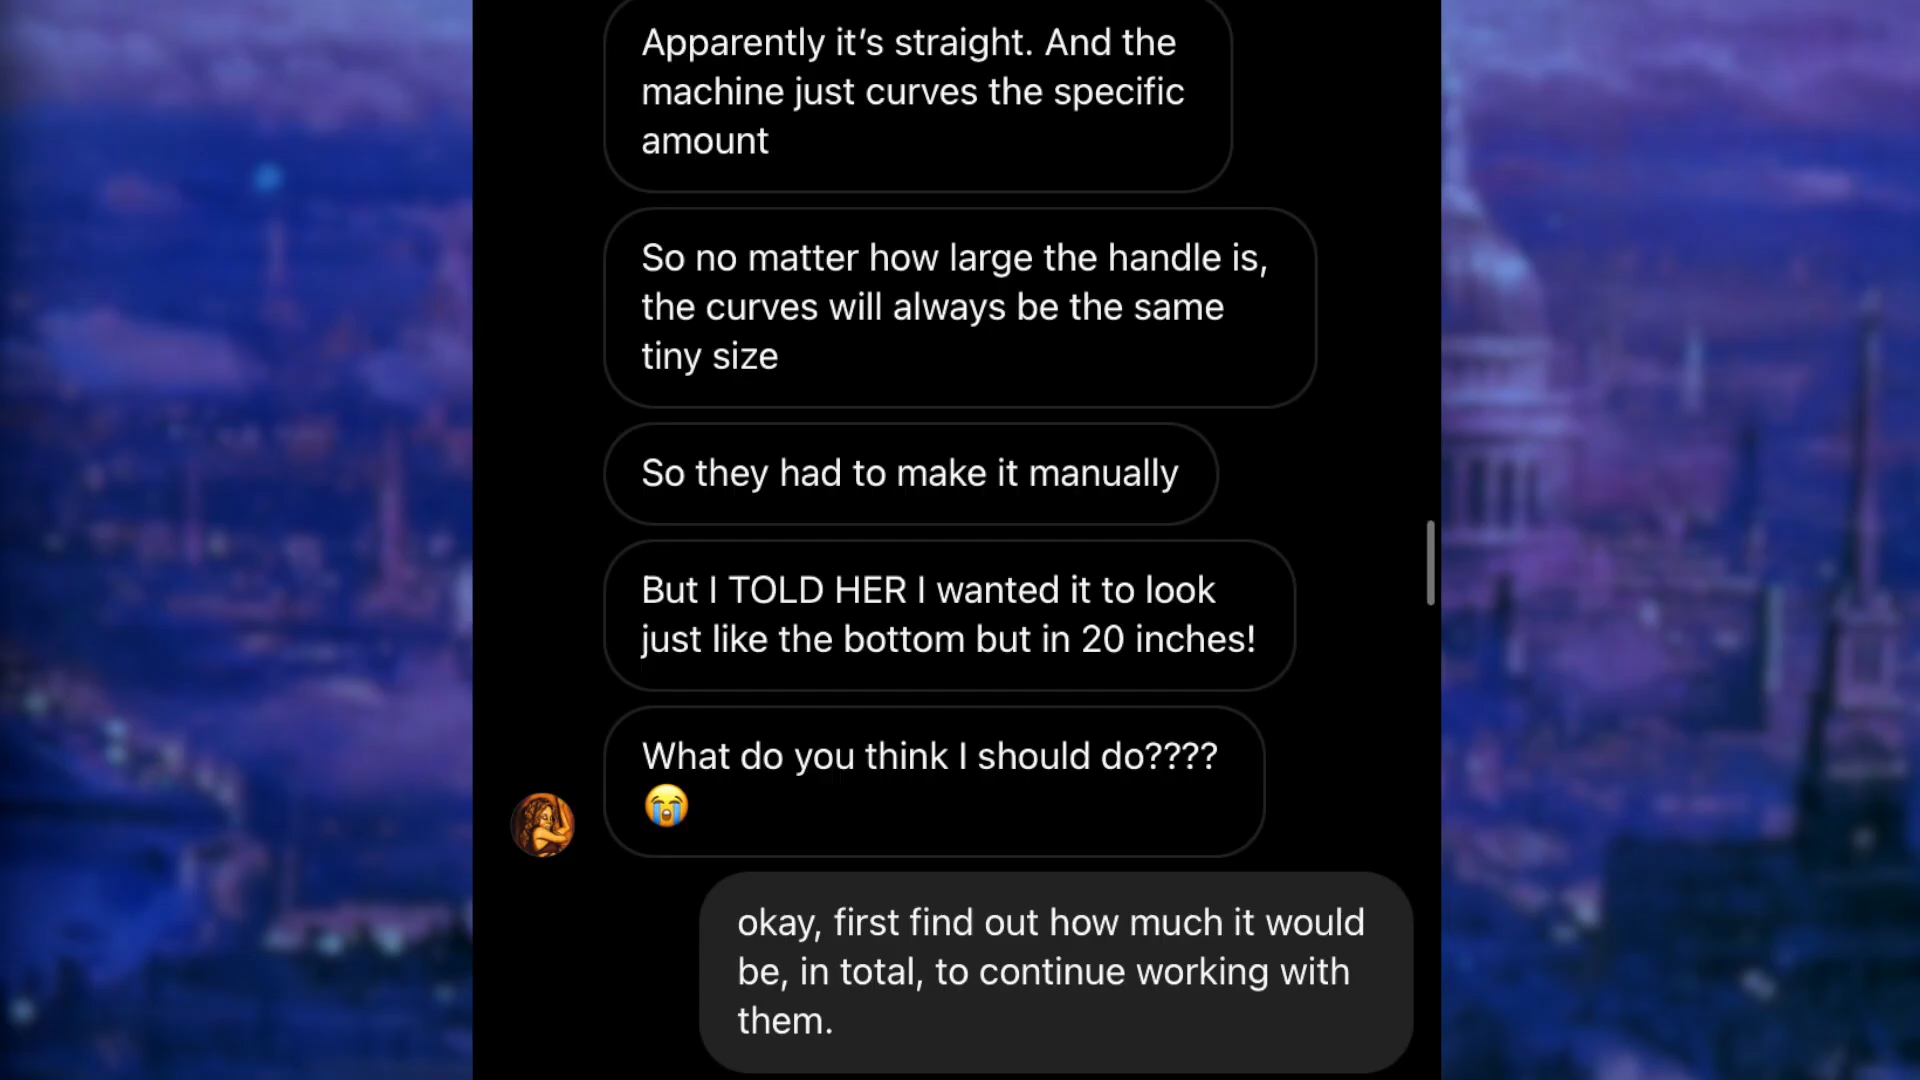 Apparently it’s straight. And the
machine just curves the specific
amount
So no matter how large the handle is,
the curves will always be the same
tiny size
So they had to make it manually
But I TOLD HER I wanted it to look
just like the bottom but in 20 inches!
What do you think I should do????
😭
okay, first find out how much it would
be, in total, to continue working with
them.